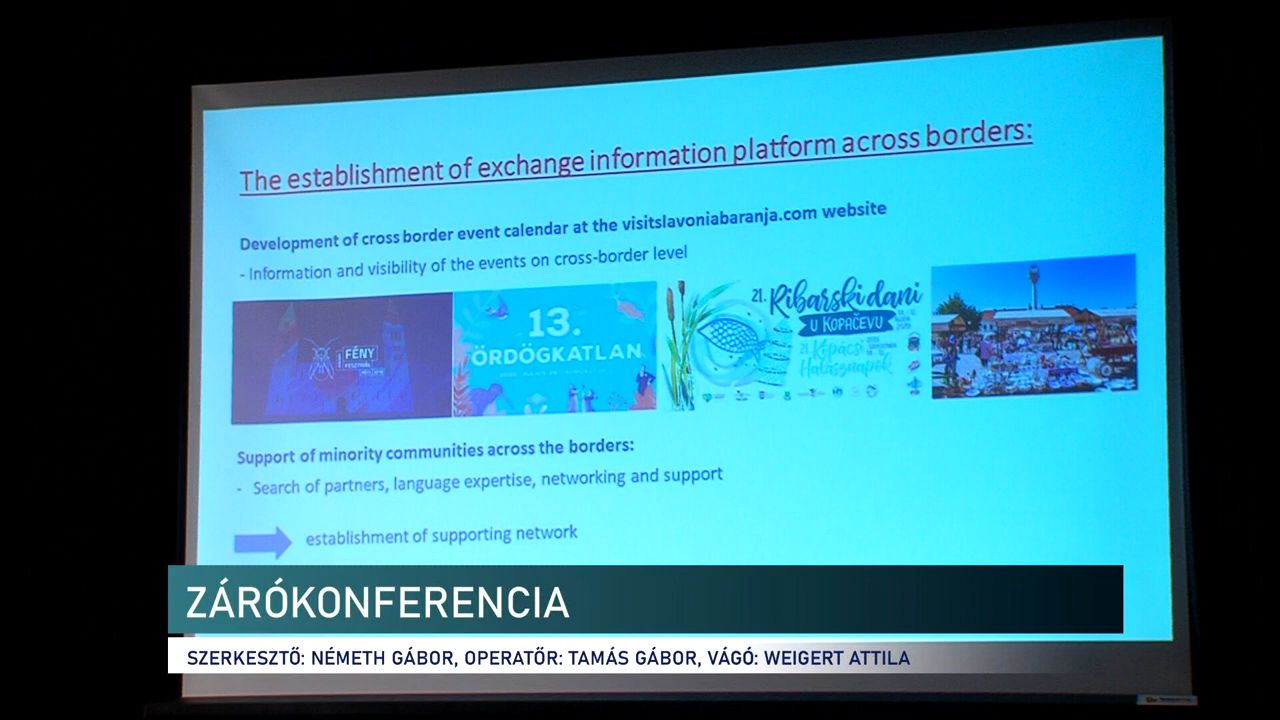 The establishment of exchange information platform across borders:
Development of cross border event calendar at the visitslavoniabaranja.com website
- Information and visibility of the events on cross-border level
FÉNY
FESZTIVÁL
13.
ÖRDÖGKATLAN
21. Ribarski dani
u Kopačevu
21. Kopácsi
Halásznapok
Support of minority communities across the borders:
- Search of partners, language expertise, networking and support
establishment of supporting network
ZÁRÓKONFERENCIA
SZERKESZTŐ: NÉMETH GÁBOR, OPERATŐR: TAMÁS GÁBOR, VÁGÓ: WEIGERT ATTILA